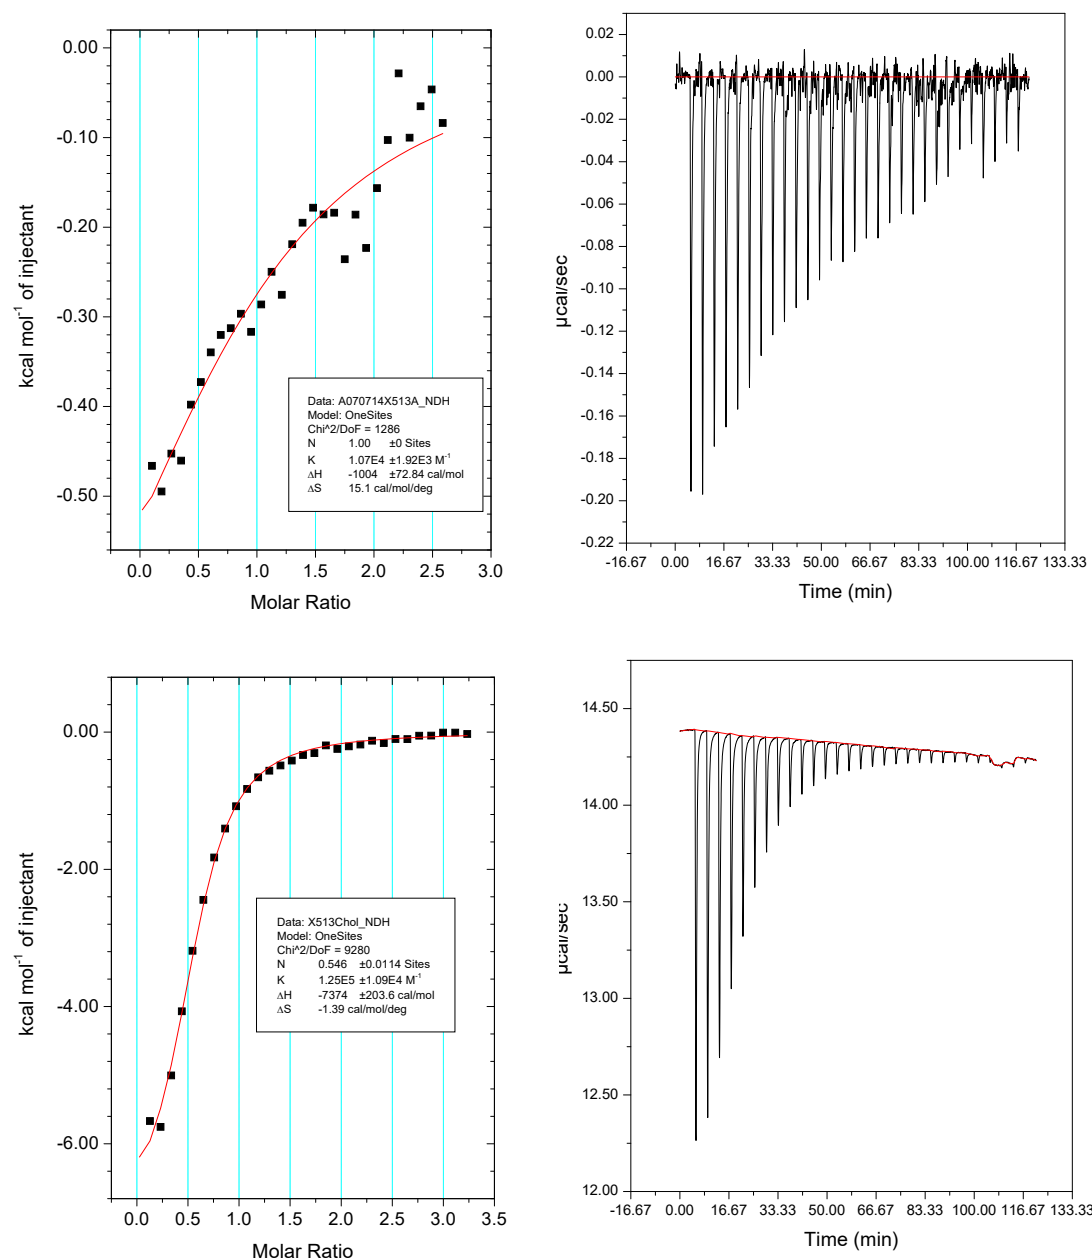 0.00
-0.10
-0.20
-0.30
-0.40
-0.50
kcal mol⁻¹ of injectant
0.0 0.5 1.0 1.5 2.0 2.5 3.0
Molar Ratio
Data: A070714X513A_NDH
Model: OneSites
Chi^2/DoF = 1286
N 1.00 ±0 Sites
K 1.07E4 ±1.92E3 M⁻¹
ΔH -1004 ±72.84 cal/mol
ΔS 15.1 cal/mol/deg
0.02
0.00
-0.02
-0.04
-0.06
-0.08
-0.10
-0.12
-0.14
-0.16
-0.18
-0.20
-0.22
µcal/sec
-16.67 0.00 16.67 33.33 50.00 66.67 83.33 100.00 116.67 133.33
Time (min)
0.00
-2.00
-4.00
-6.00
kcal mol⁻¹ of injectant
0.0 0.5 1.0 1.5 2.0 2.5 3.0 3.5
Molar Ratio
Data: X513Chol_NDH
Model: OneSites
Chi^2/DoF = 9280
N 0.546 ±0.0114 Sites
K 1.25E5 ±1.09E4 M⁻¹
ΔH -7374 ±203.6 cal/mol
ΔS -1.39 cal/mol/deg
14.50
14.00
13.50
13.00
12.50
12.00
µcal/sec
-16.67 0.00 16.67 33.33 50.00 66.67 83.33 100.00 116.67 133.33
Time (min)